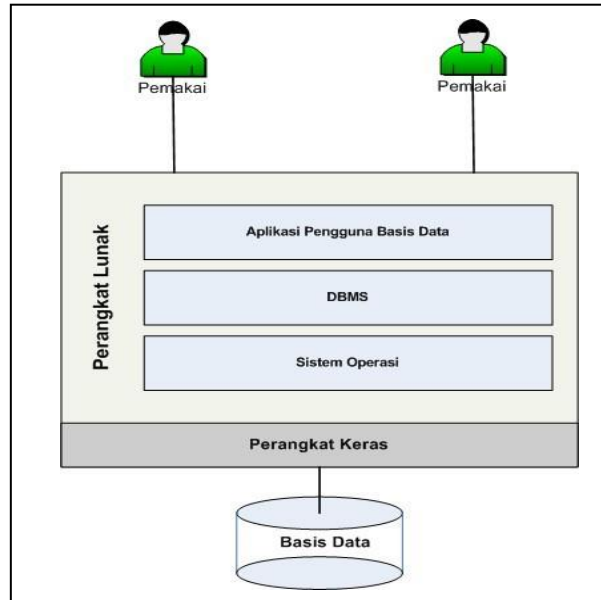 Pemakai
Pemakai
Perangkat Lunak
Aplikasi Pengguna Basis Data
DBMS
Sistem Operasi
Perangkat Keras
Basis Data